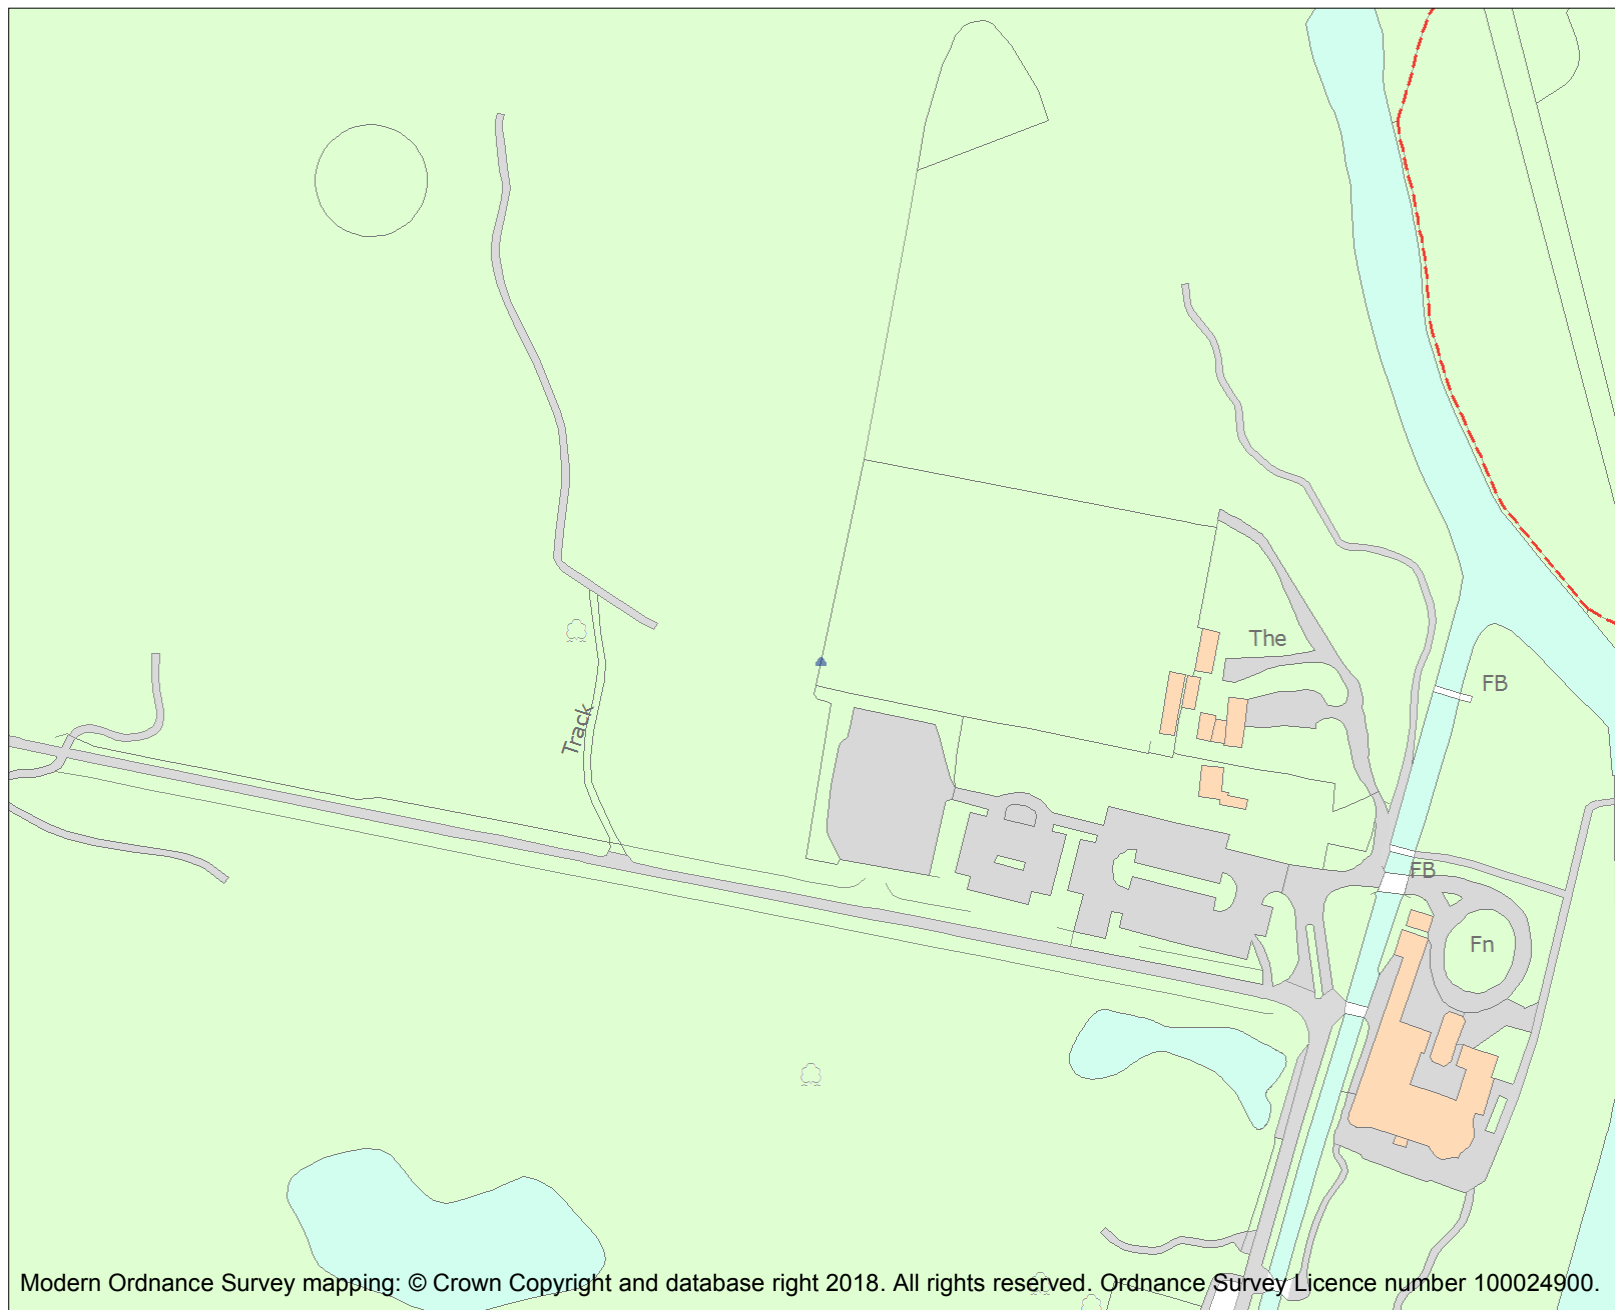 The
FB
Track
FB
Fn
Modern Ordnance Survey mapping: © Crown Copyright and database right 2018. All rights reserved. Ordnance Survey Licence number 100024900.